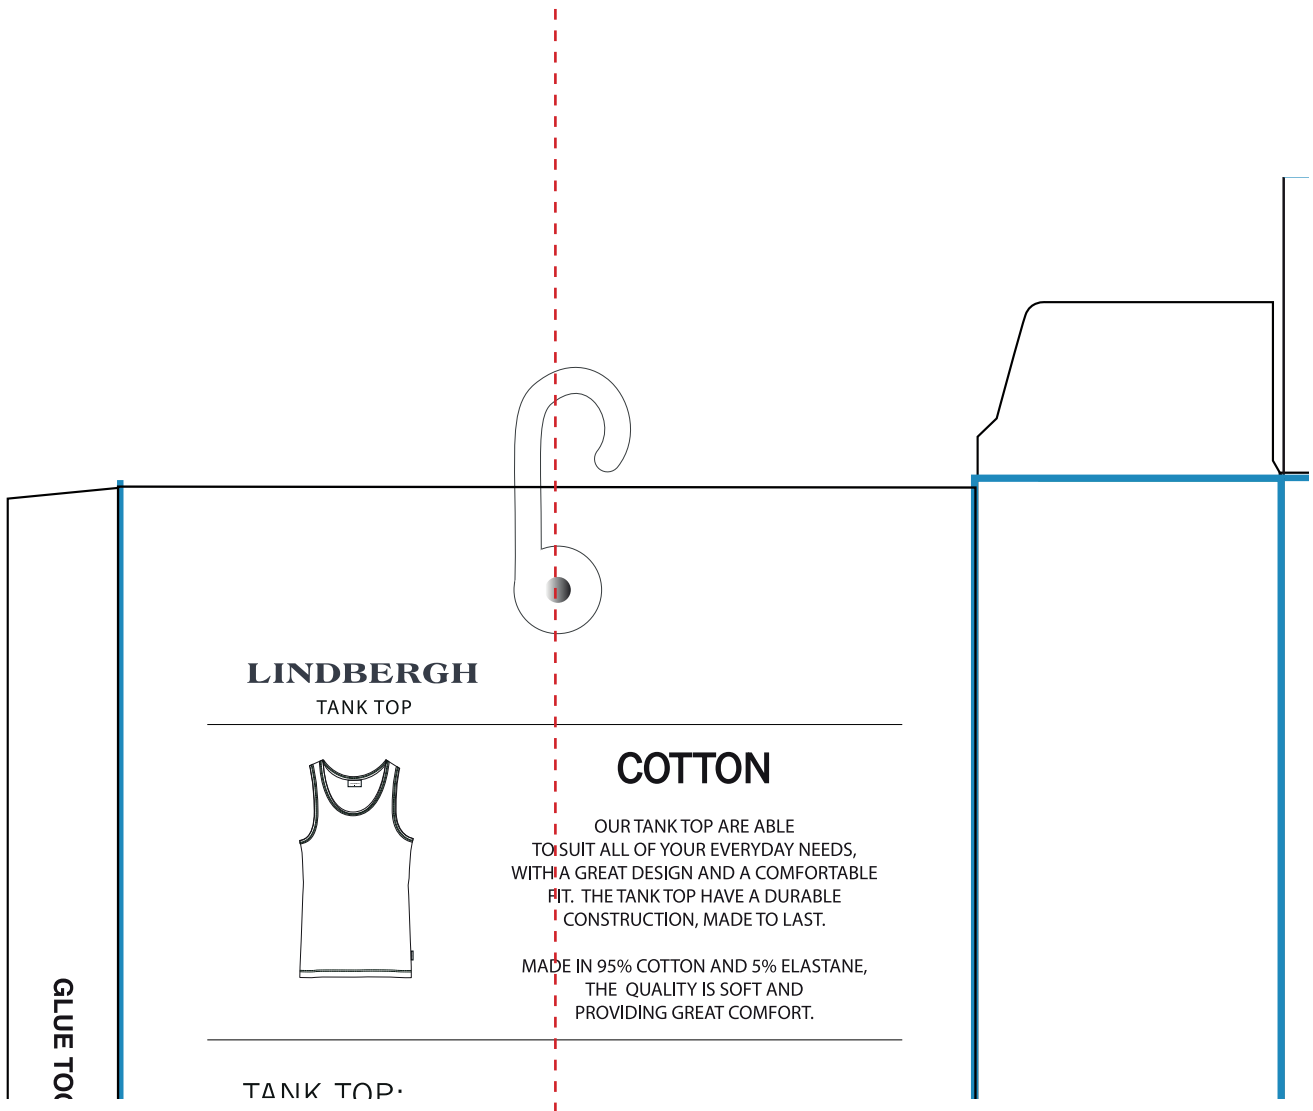 LINDBERGH
TANK TOP
COTTON
OUR TANK TOP ARE ABLE
TO SUIT ALL OF YOUR EVERYDAY NEEDS,
WITH A GREAT DESIGN AND A COMFORTABLE
FIT.  THE TANK TOP HAVE A DURABLE
CONSTRUCTION, MADE TO LAST.
MADE IN 95% COTTON AND 5% ELASTANE,
THE  QUALITY IS SOFT AND
PROVIDING GREAT COMFORT.
TANK TOP:
GLUE